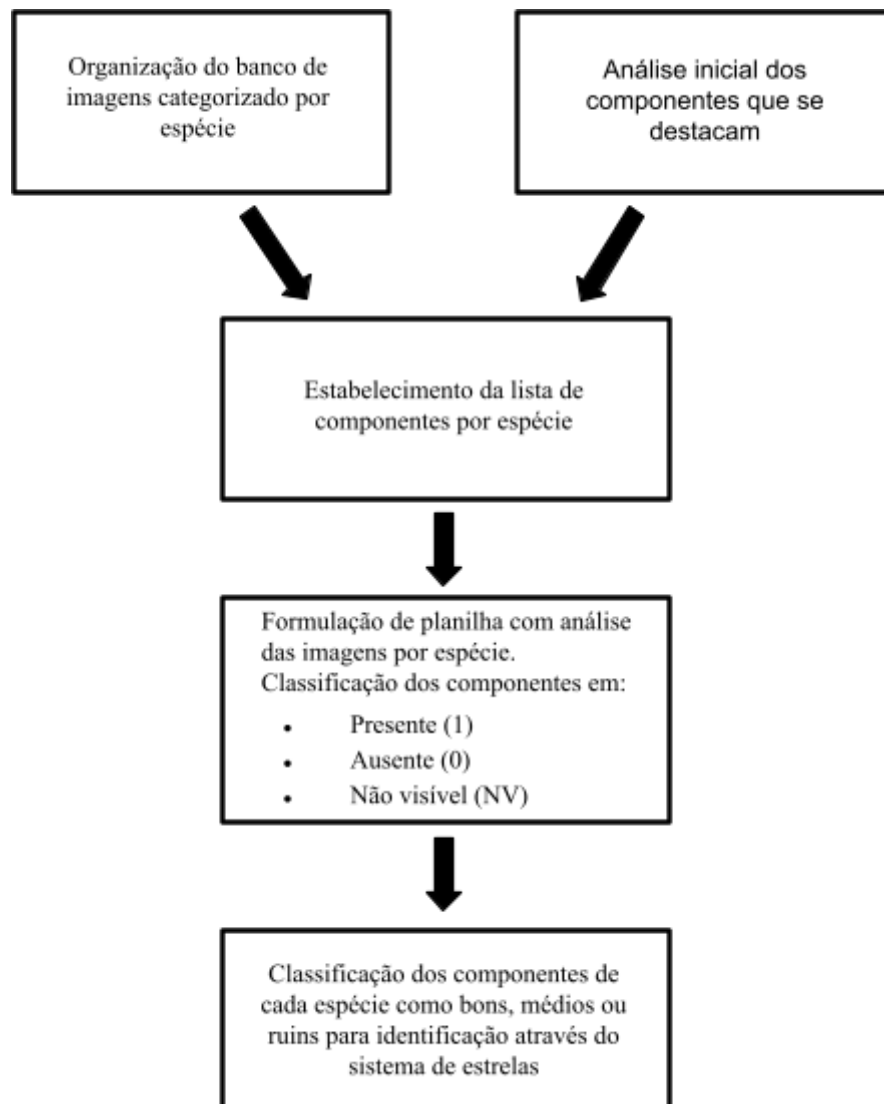 Organização do banco de
imagens categorizado por
espécie
Análise inicial dos
componentes que se
destacam
Estabelecimento da lista de
componentes por espécie
Formulação de planilha com análise
das imagens por espécie.
Classificação dos componentes em:
• Presente (1)
• Ausente (0)
• Não visível (NV)
Classificação dos componentes de
cada espécie como bons, médios ou
ruins para identificação através do
sistema de estrelas